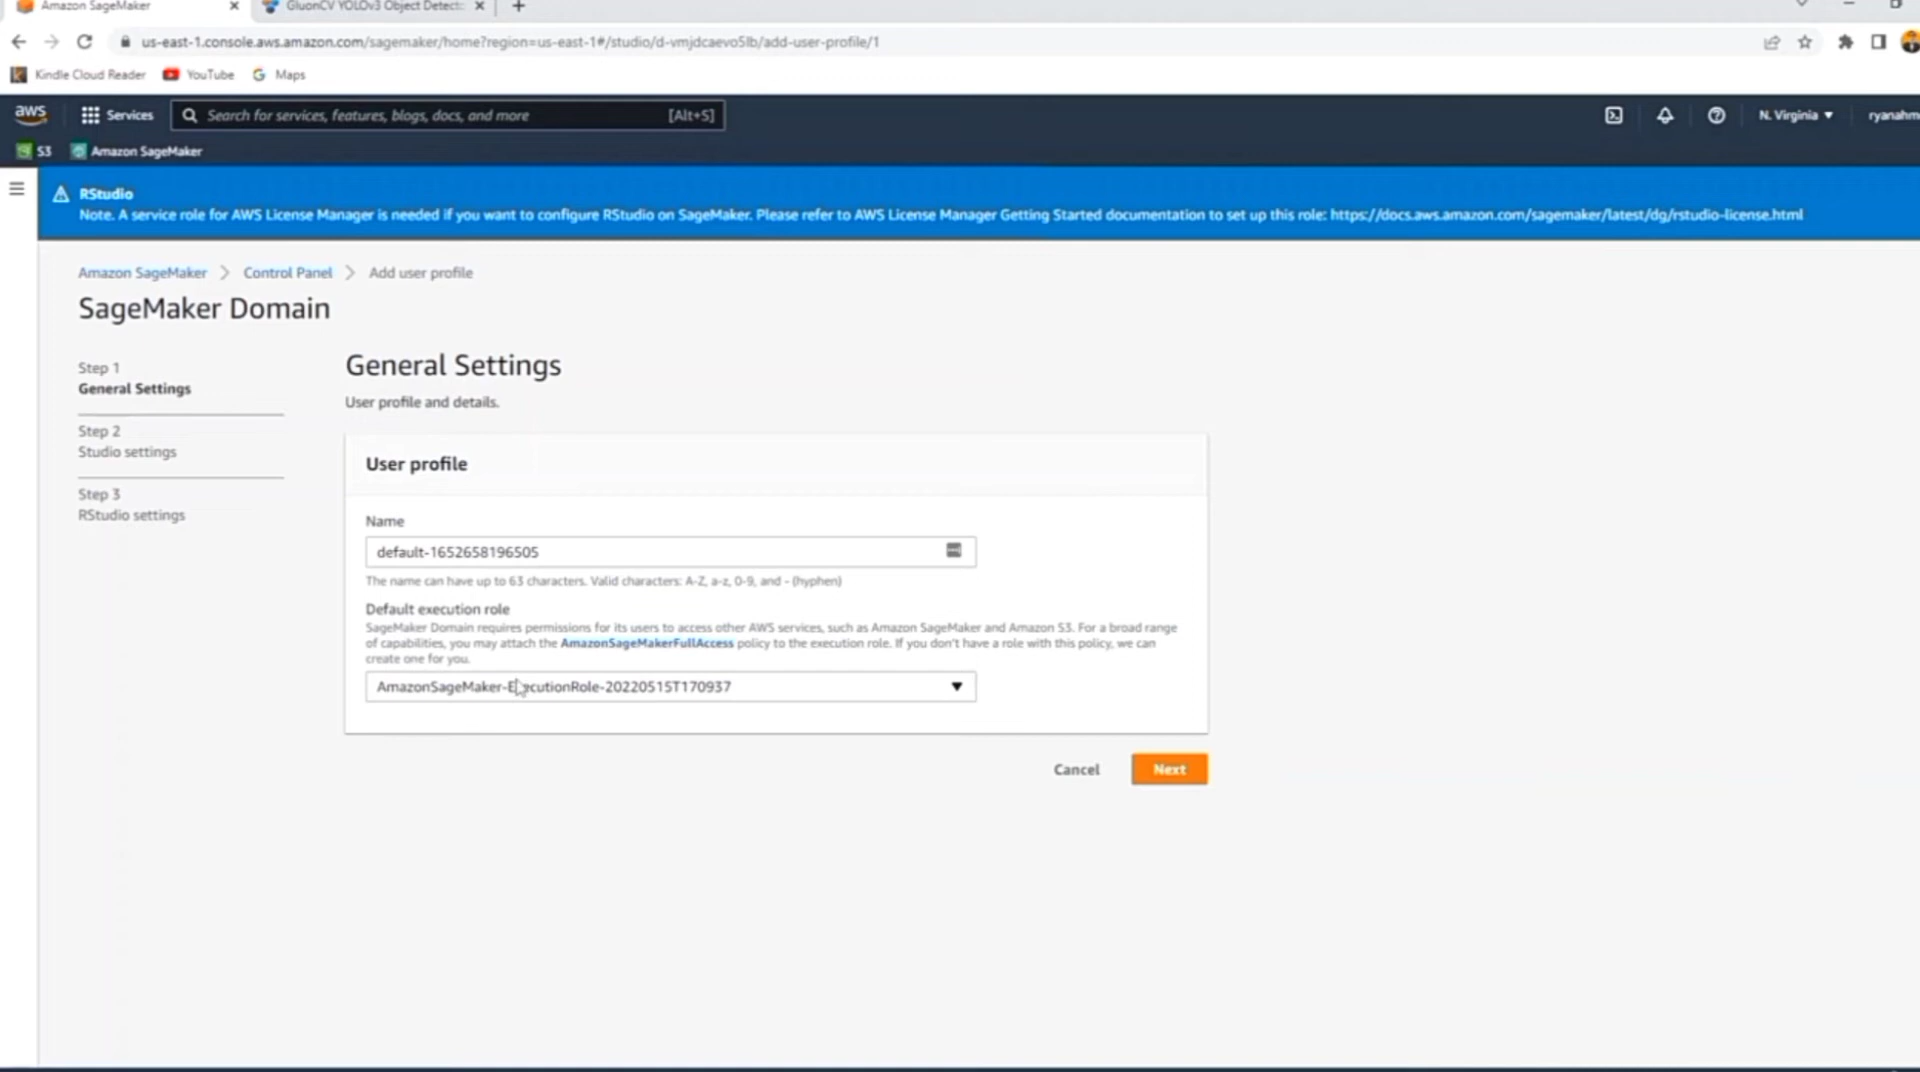 Amazon SageMaker
GluonCV YOLOv3 Object Detect
us-east-1.console.aws.amazon.com/sagemaker/home?region=us-east-1#/studio/d-vmjdcaevo5lb/add-user-profile/1
Kindle Cloud Reader YouTube Maps
aws Services Search for services, features, blogs, docs, and more [Alt+S] N. Virginia ryanahm
S3 Amazon SageMaker
RStudio
Note. A service role for AWS License Manager is needed if you want to configure RStudio on SageMaker. Please refer to AWS License Manager Getting Started documentation to set up this role: https://docs.aws.amazon.com/sagemaker/latest/dg/rstudio-license.html
Amazon SageMaker > Control Panel > Add user profile
SageMaker Domain
Step 1
General Settings
Step 2
Studio settings
Step 3
RStudio settings
General Settings
User profile and details.
User profile
Name
default-1652658196505
The name can have up to 63 characters. Valid characters: A-Z, a-z, 0-9, and - (hyphen)
Default execution role
SageMaker Domain requires permissions for its users to access other AWS services, such as Amazon SageMaker and Amazon S3. For a broad range
of capabilities, you may attach the AmazonSageMakerFullAccess policy to the execution role. If you don't have a role with this policy, we can
create one for you.
AmazonSageMaker-ExecutionRole-20220515T170937
Cancel Next